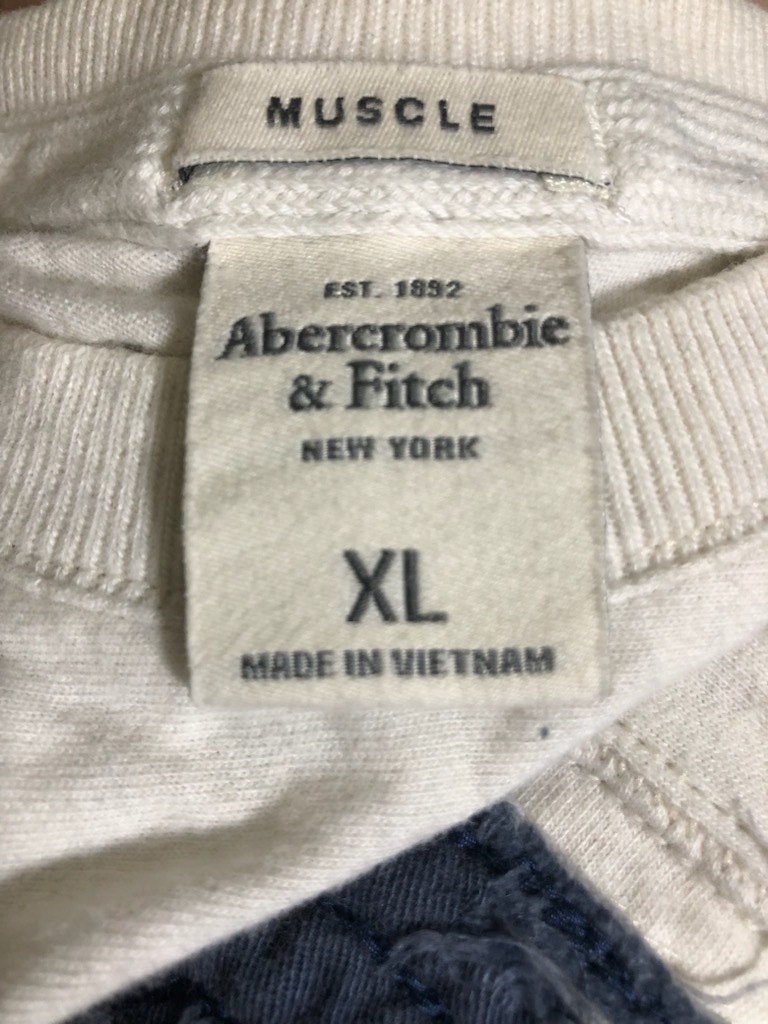 MUSCLE
EST. 1892
Abercrombie
& Fitch
NEW YORK
XL
MADE IN VIETNAM